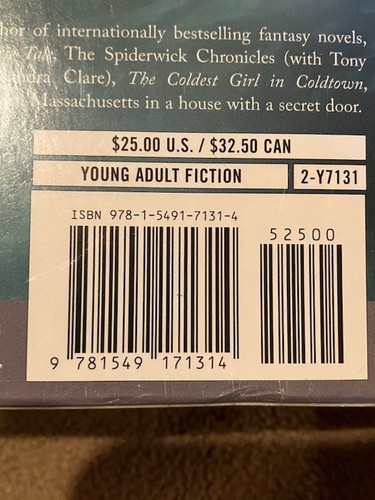 hor of internationally bestselling fantasy novels,
Tale, The Spiderwick Chronicles (with Tony
Clare), The Coldest Girl in Coldtown,
Massachusetts in a house with a secret door.
$25.00 U.S. / $32.50 CAN
YOUNG ADULT FICTION 2-Y7131
ISBN 978-1-5491-7131-4
52500
9 781549 171314